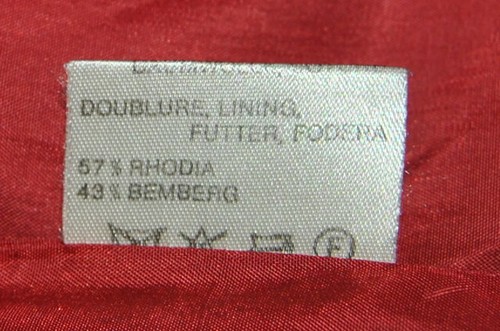 DOUBLURE, LINING,
FUTTER, FODERA
57% RHODIA
43% BEMBERG
F